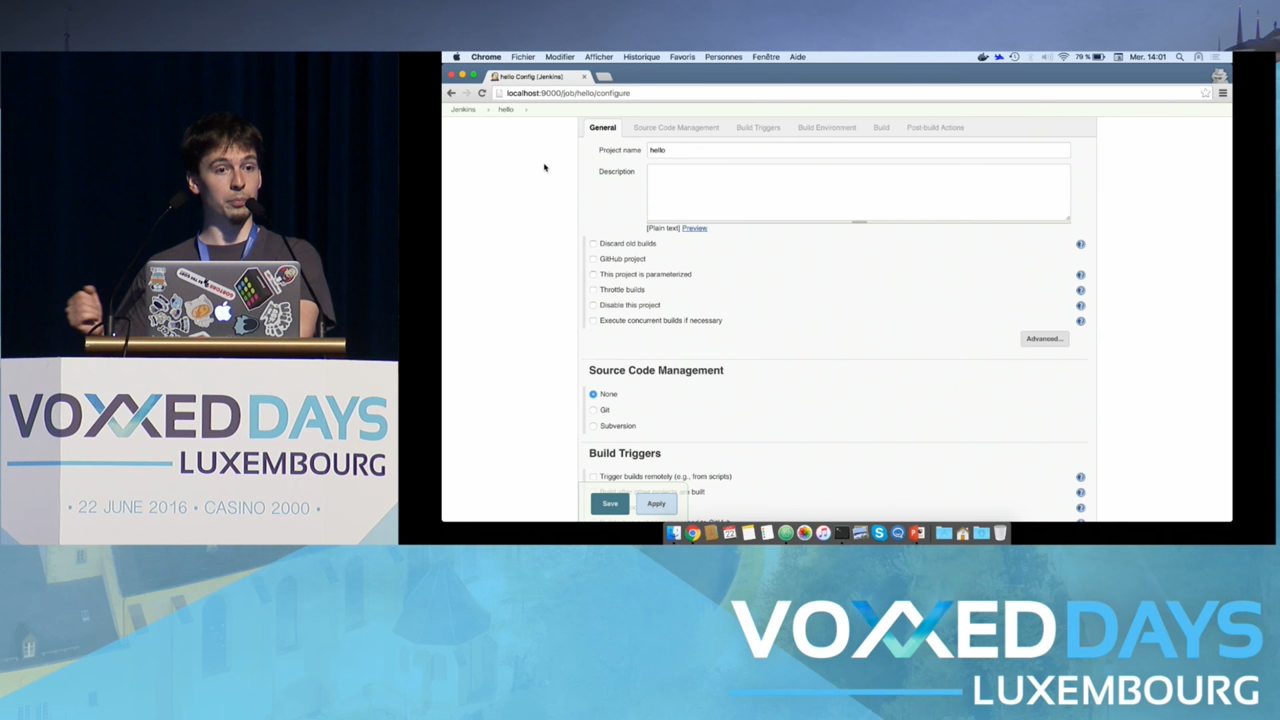 Chrome Fichier Modifier Afficher Historique Favoris Personnes Fenêtre Aide
79 % Mer. 14:01
hello Config [Jenkins]
localhost:9000/job/hello/configure
Jenkins hello
General Source Code Management Build Triggers Build Environment Build Post-build Actions
Project name hello
Description
[Plain text] Preview
Discard old builds
GitHub project
This project is parameterized
Throttle builds
Disable this project
Execute concurrent builds if necessary
Advanced...
Source Code Management
None
Git
Subversion
Build Triggers
Trigger builds remotely (e.g., from scripts)
are built
Save Apply
VOXXED DAYS
LUXEMBOURG
• 22 JUNE 2016 • CASINO 2000 •
VOXXED DAYS
LUXEMBOURG